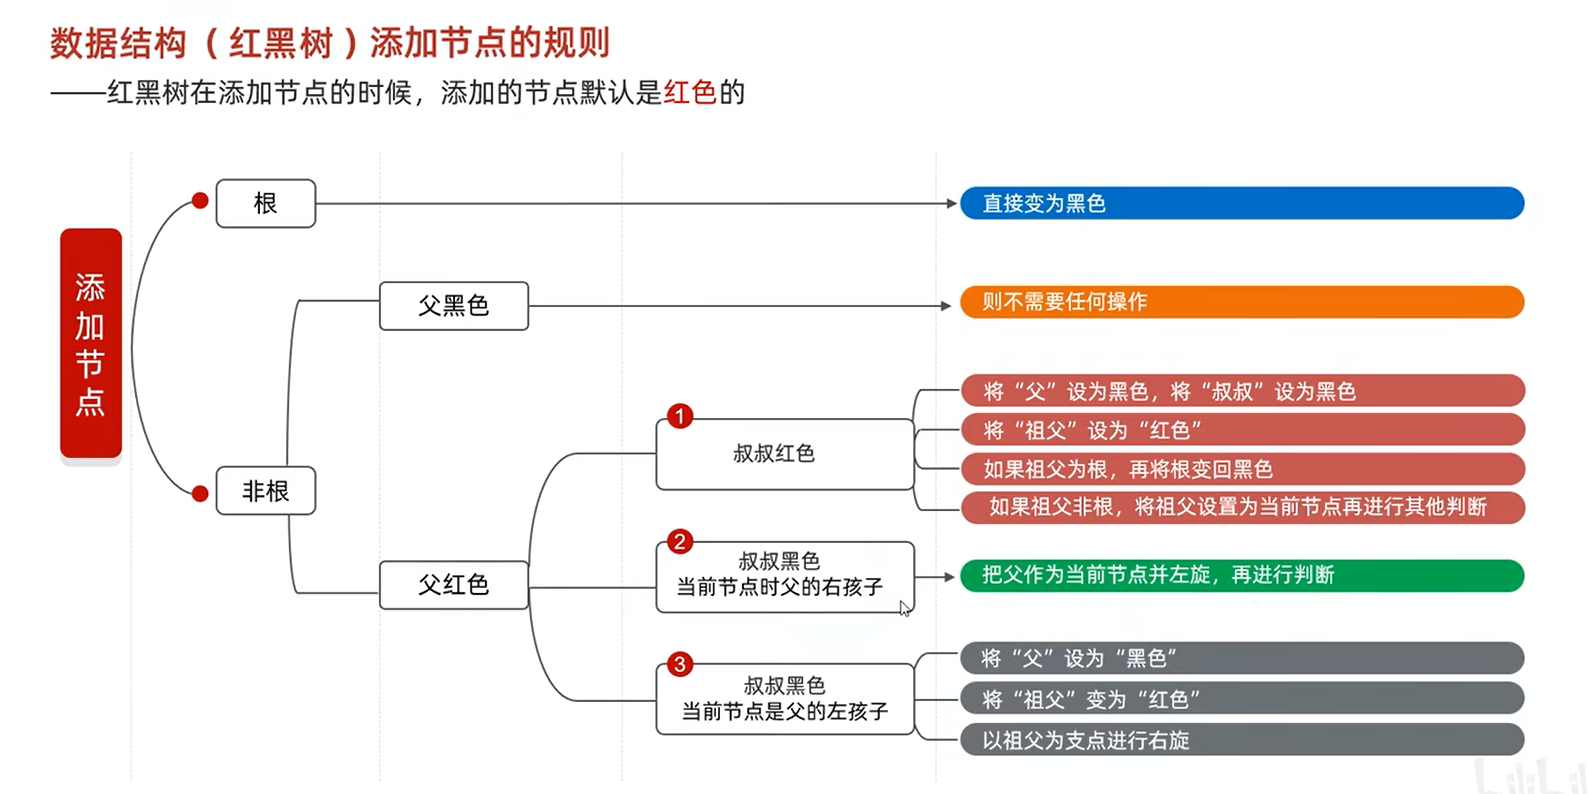 数据结构（红黑树）添加节点的规则
——红黑树在添加节点的时候，添加的节点默认是红色的
添加节点
根
直接变为黑色
父黑色
则不需要任何操作
非根
父红色
1
叔叔红色
将“父”设为黑色，将“叔叔”设为黑色
将“祖父”设为“红色”
如果祖父为根，再将根变回黑色
如果祖父非根，将祖父设置为当前节点再进行其他判断
2
叔叔黑色
当前节点时父的右孩子
把父作为当前节点并左旋，再进行判断
3
叔叔黑色
当前节点是父的左孩子
将“父”设为“黑色”
将“祖父”变为“红色”
以祖父为支点进行右旋